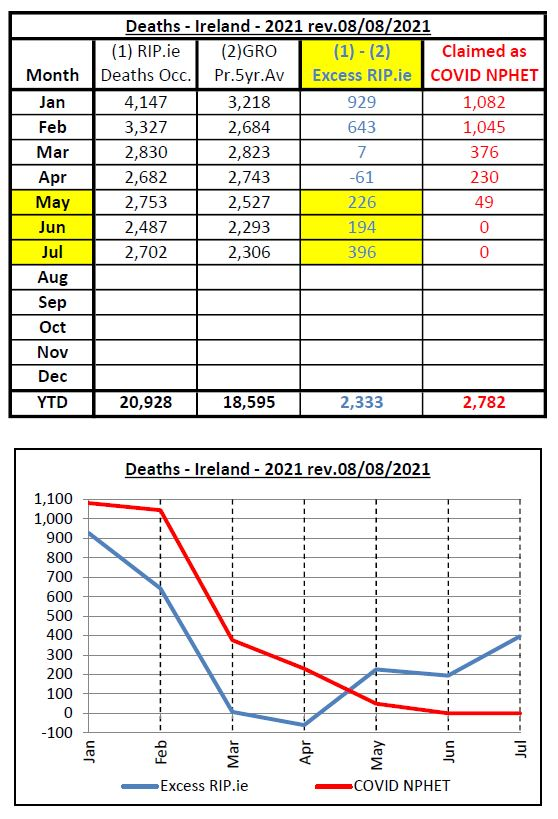 Deaths - Ireland - 2021 rev.08/08/2021
Month (1) RIP.ie Deaths Occ. (2)GRO Pr.5yr.Av (1) - (2) Excess RIP.ie Claimed as COVID NPHET
Jan 4,147 3,218 929 1,082
Feb 3,327 2,684 643 1,045
Mar 2,830 2,823 7 376
Apr 2,682 2,743 -61 230
May 2,753 2,527 226 49
Jun 2,487 2,293 194 0
Jul 2,702 2,306 396 0
Aug
Sep
Oct
Nov
Dec
YTD 20,928 18,595 2,333 2,782
Deaths - Ireland - 2021 rev.08/08/2021
1,100
1,000
900
800
700
600
500
400
300
200
100
0
-100
Jan Feb Mar Apr May Jun Jul
Excess RIP.ie COVID NPHET